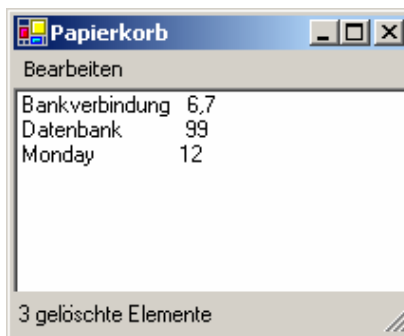 Papierkorb
Bearbeiten
Bankverbindung 6,7
Datenbank 99
Monday 12
3 gelöschte Elemente